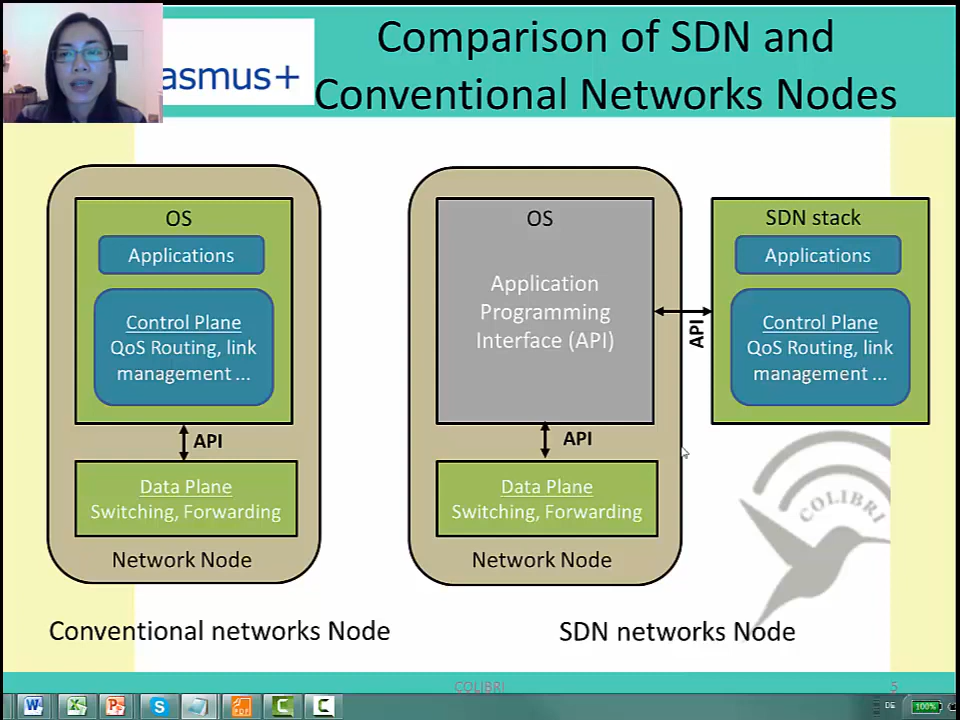 Comparison of SDN and
Conventional Networks Nodes
asmus+
OS
Applications
Control Plane
QoS Routing, link
management ...
API
Data Plane
Switching, Forwarding
Network Node
Conventional networks Node
OS
Application
Programming
Interface (API)
API
Data Plane
Switching, Forwarding
Network Node
API
SDN stack
Applications
Control Plane
QoS Routing, link
management ...
SDN networks Node
COLIBRI
COLIBRI
5
DE
100%